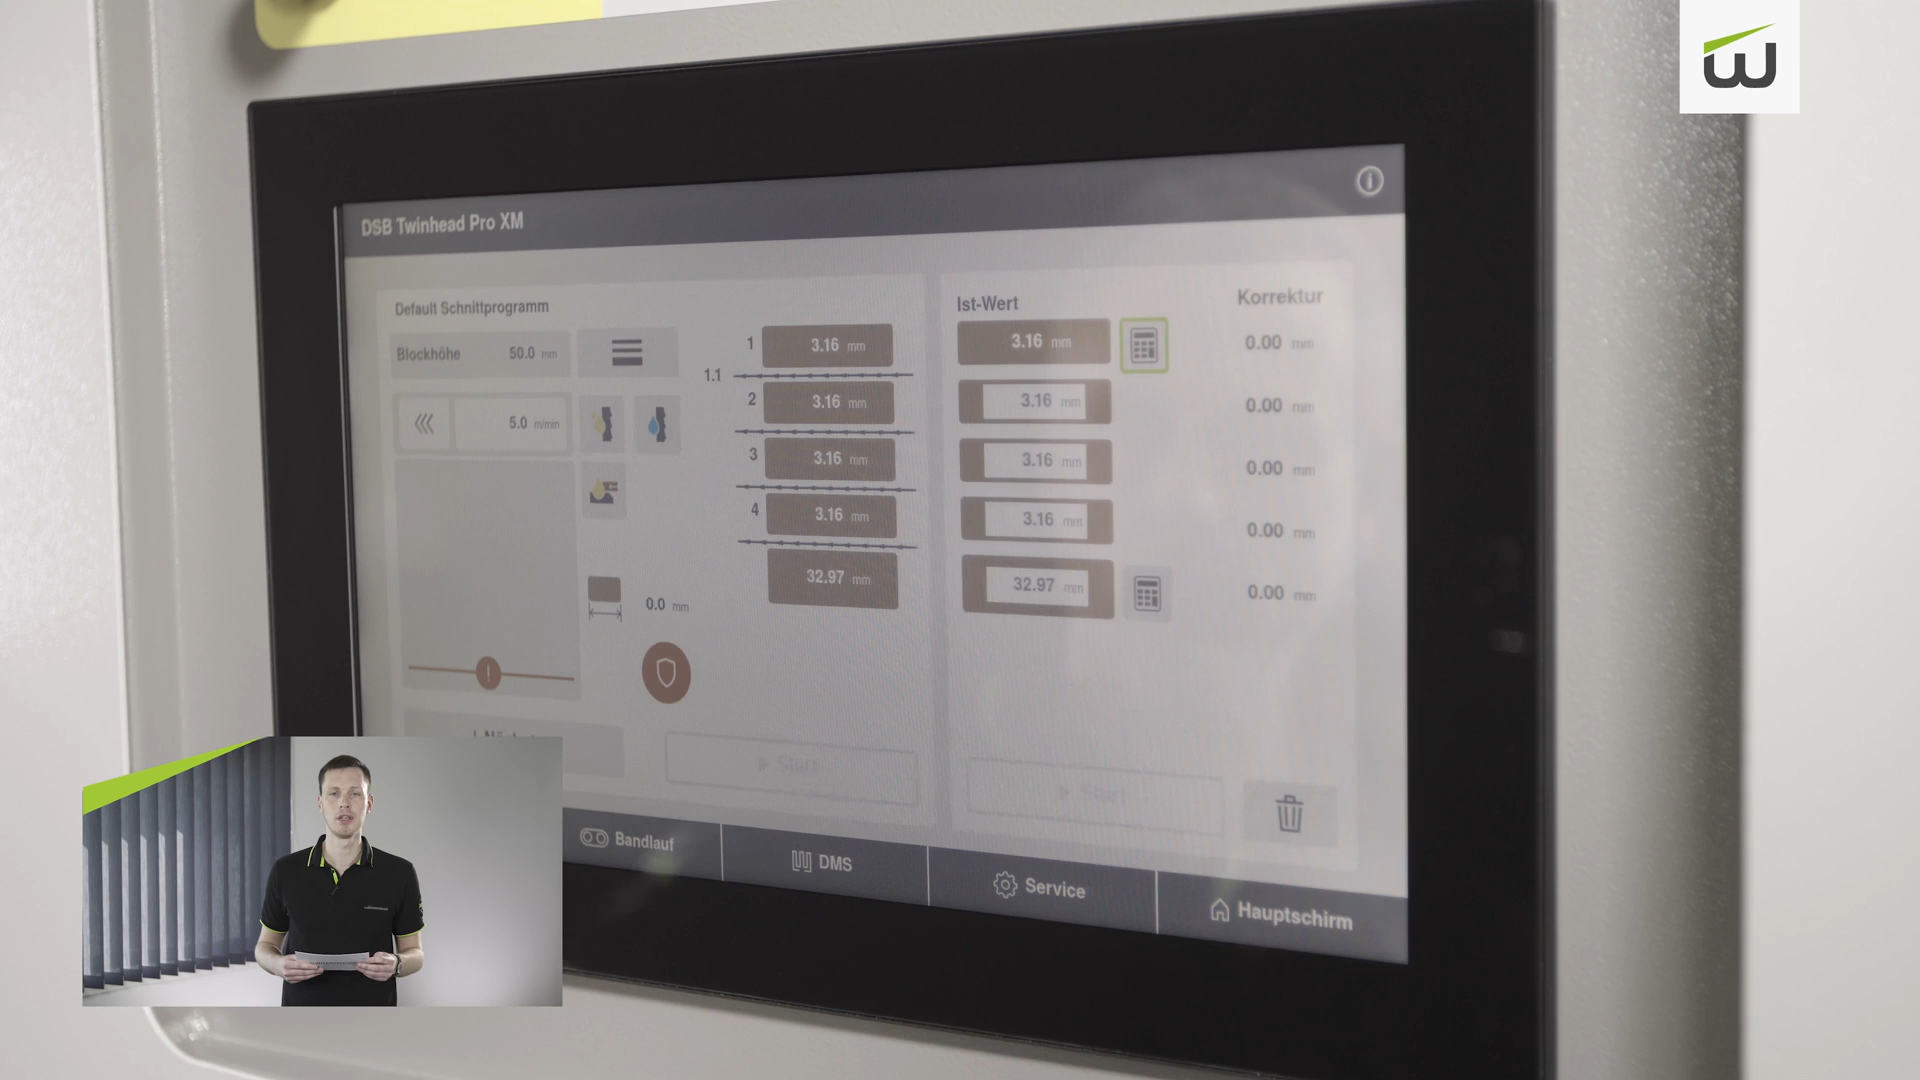 DSB Twinhead Pro XM
Default Schnittprogramm
Blockhöhe 50.0 mm
5.0 m/min
0.0 mm
1 3.16 mm
1.1
2 3.16 mm
3 3.16 mm
4 3.16 mm
32.97 mm
Start
Ist-Wert Korrektur
3.16 mm 0.00 mm
3.16 mm 0.00 mm
3.16 mm 0.00 mm
3.16 mm 0.00 mm
32.97 mm 0.00 mm
Start
Bandlauf
DMS
Service
Hauptschirm